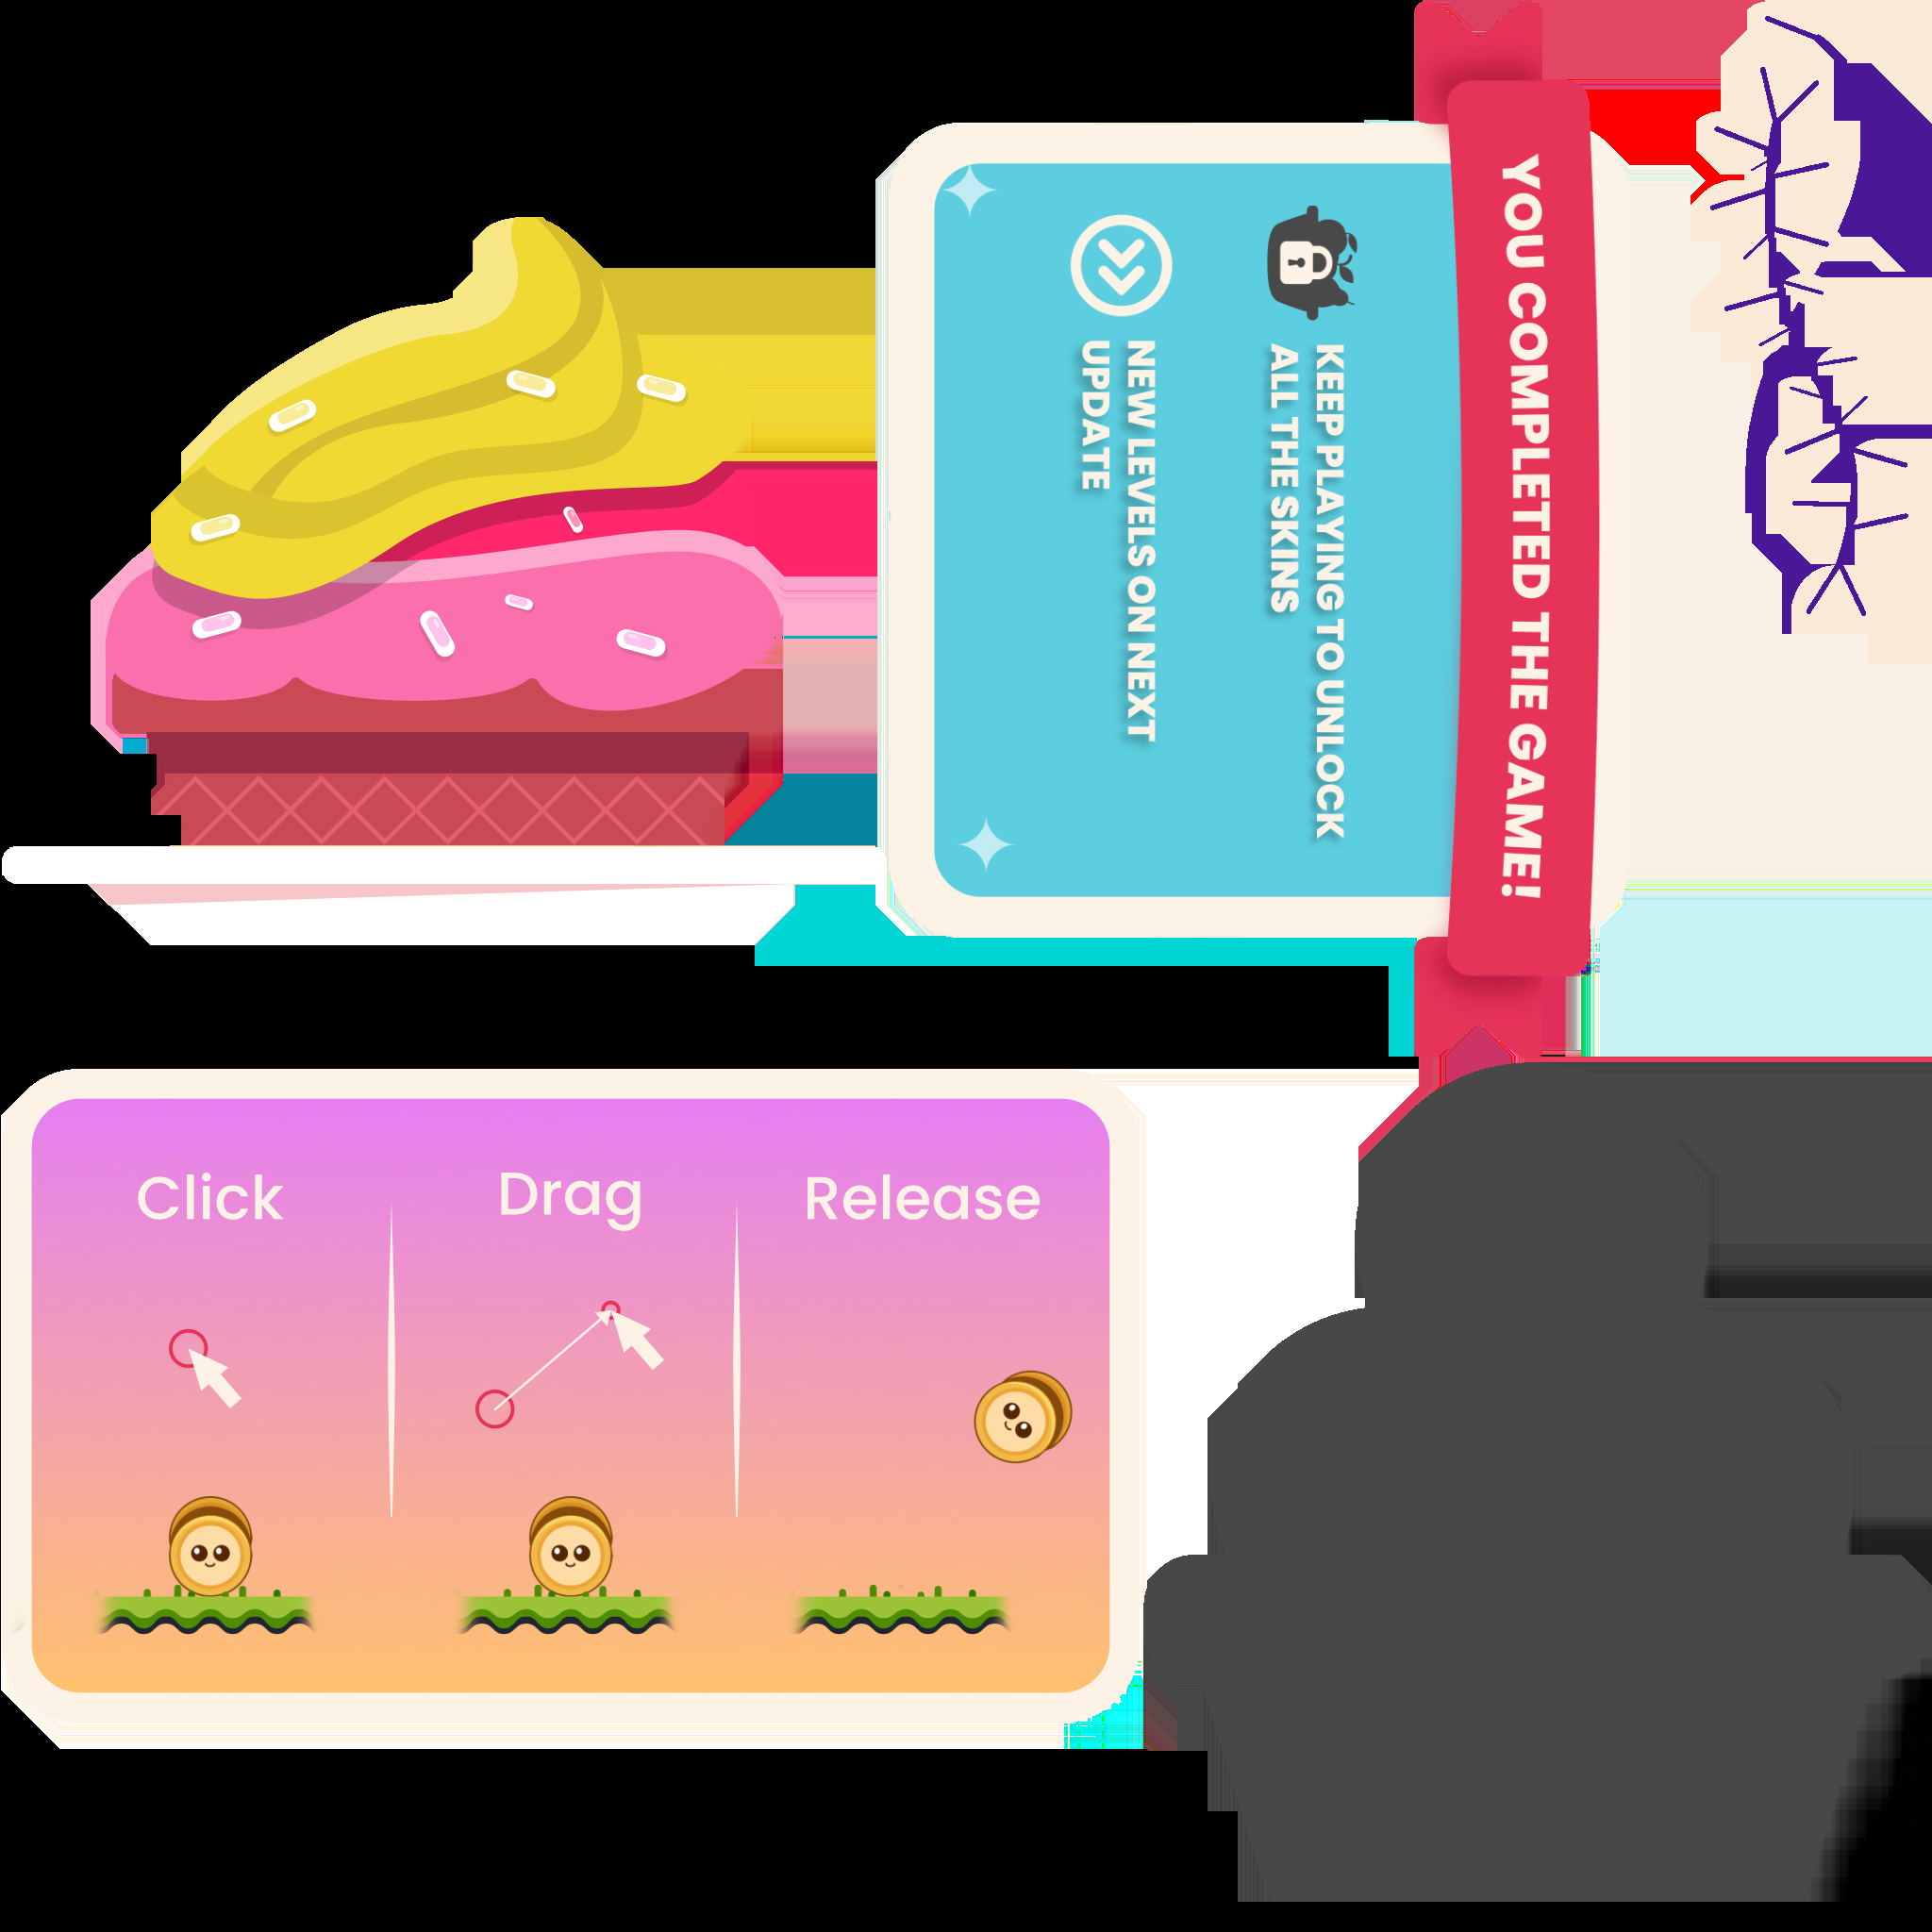 YOU COMPLETED THE GAME!
KEEP PLAYING TO UNLOCK
ALL THE SKINS
NEW LEVELS ON NEXT
UPDATE
Click
Drag
Release